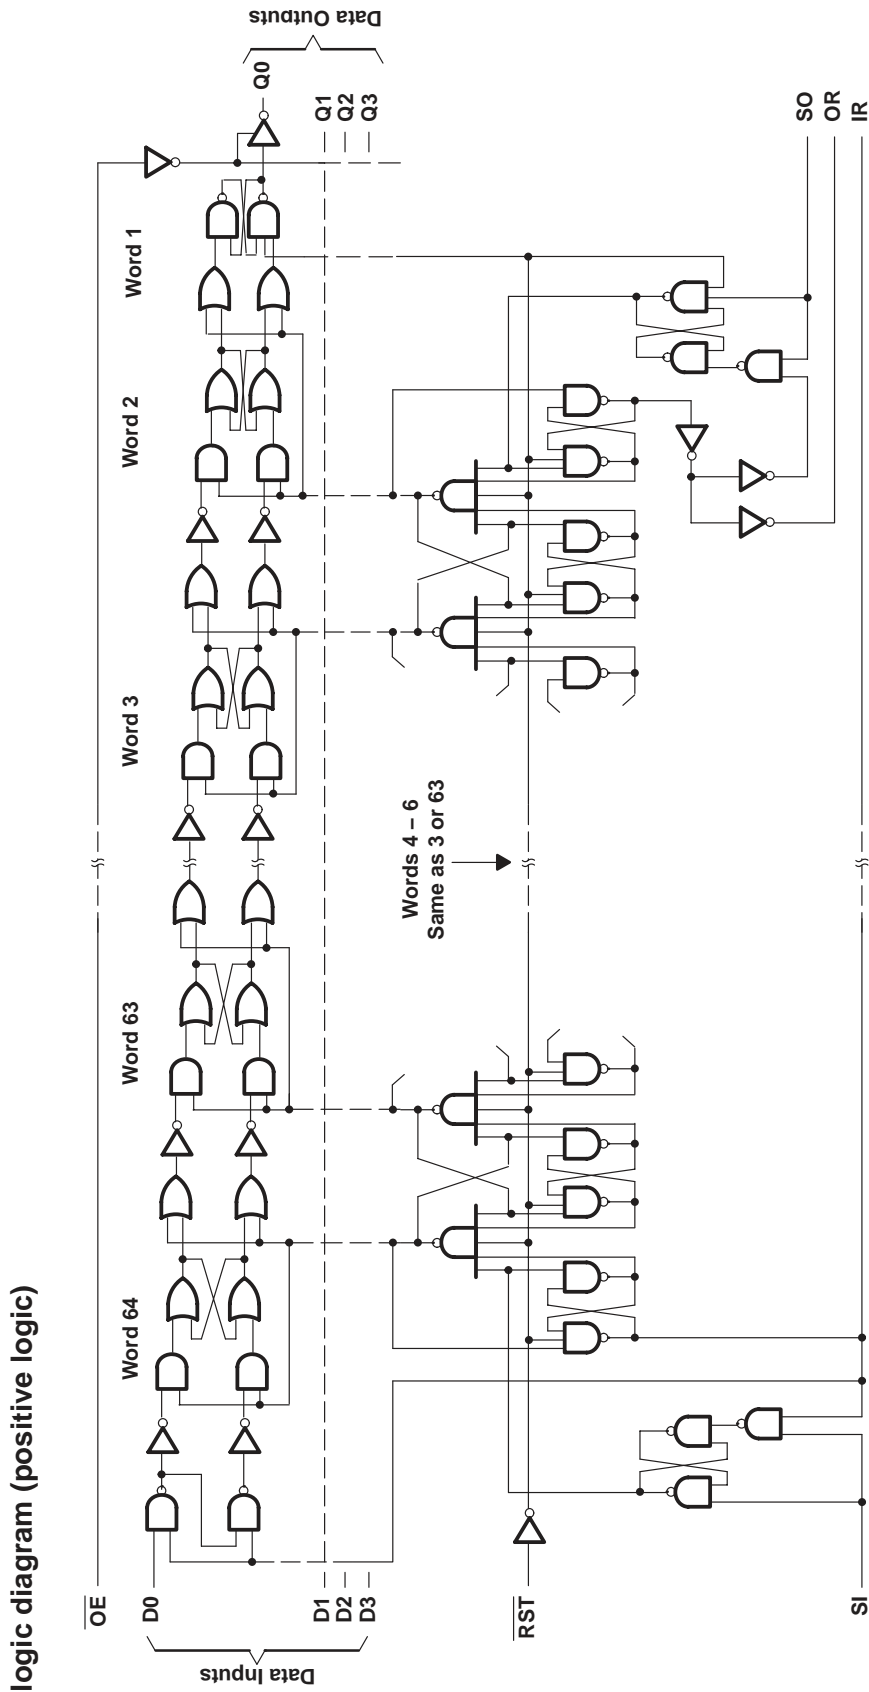 logic diagram (positive logic)
O̅E̅
D0
D1
D2
D3
Data Inputs
Word 64
Word 63
Word 3
Word 2
Word 1
Q0
Q1
Q2
Q3
Data Outputs
Words 4 – 6
Same as 3 or 63
R̅S̅T̅
SI
SO
OR
IR